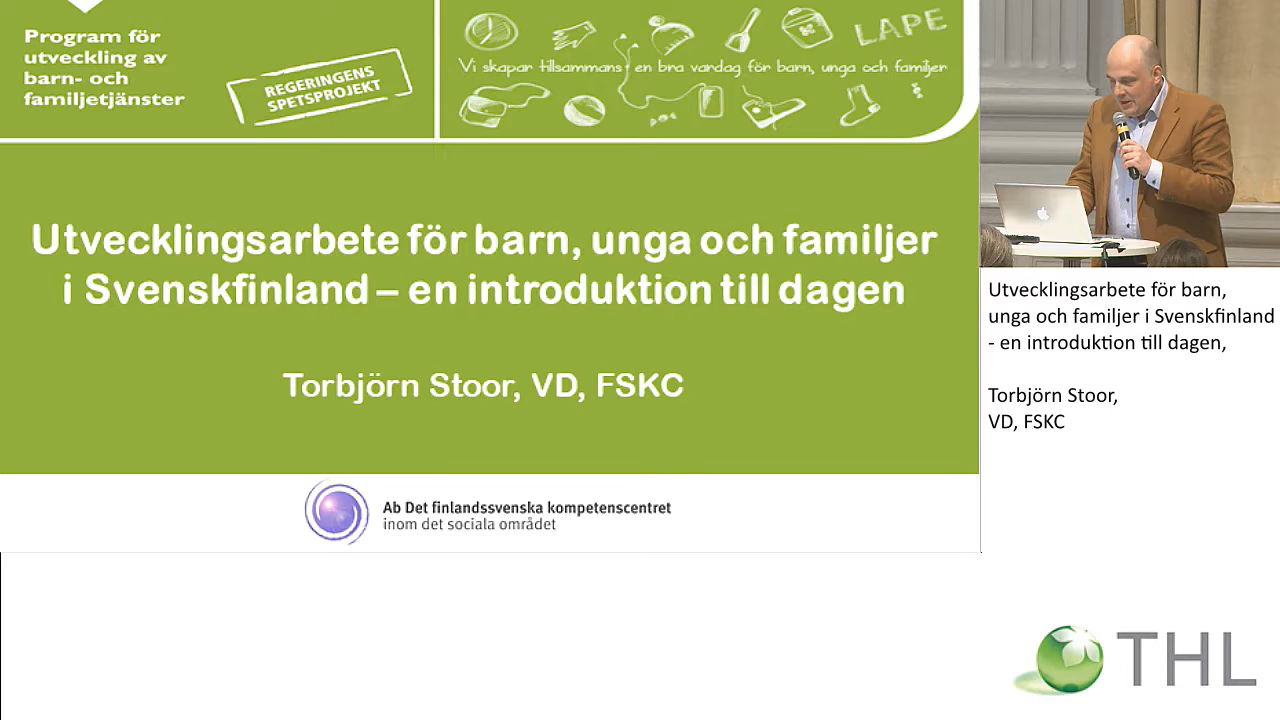 Program för
utveckling av
barn- och
familjetjänster
REGERINGENS
SPETSPROJEKT
LAPE
Vi skapar tillsammans en bra vardag för barn, unga och familjer
Utvecklingsarbete för barn, unga och familjer
i Svenskfinland – en introduktion till dagen
Torbjörn Stoor, VD, FSKC
Ab Det finlandssvenska kompetenscentret
inom det sociala området
Utvecklingsarbete för barn,
unga och familjer i Svenskfinland
- en introduktion till dagen,
Torbjörn Stoor,
VD, FSKC
THL